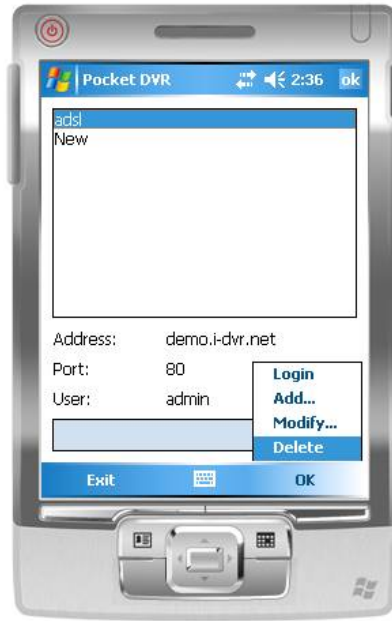 Pocket DVR 2:36 ok
adsl
New
Address: demo.i-dvr.net
Port: 80
User: admin
Login
Add...
Modify...
Delete
Exit OK